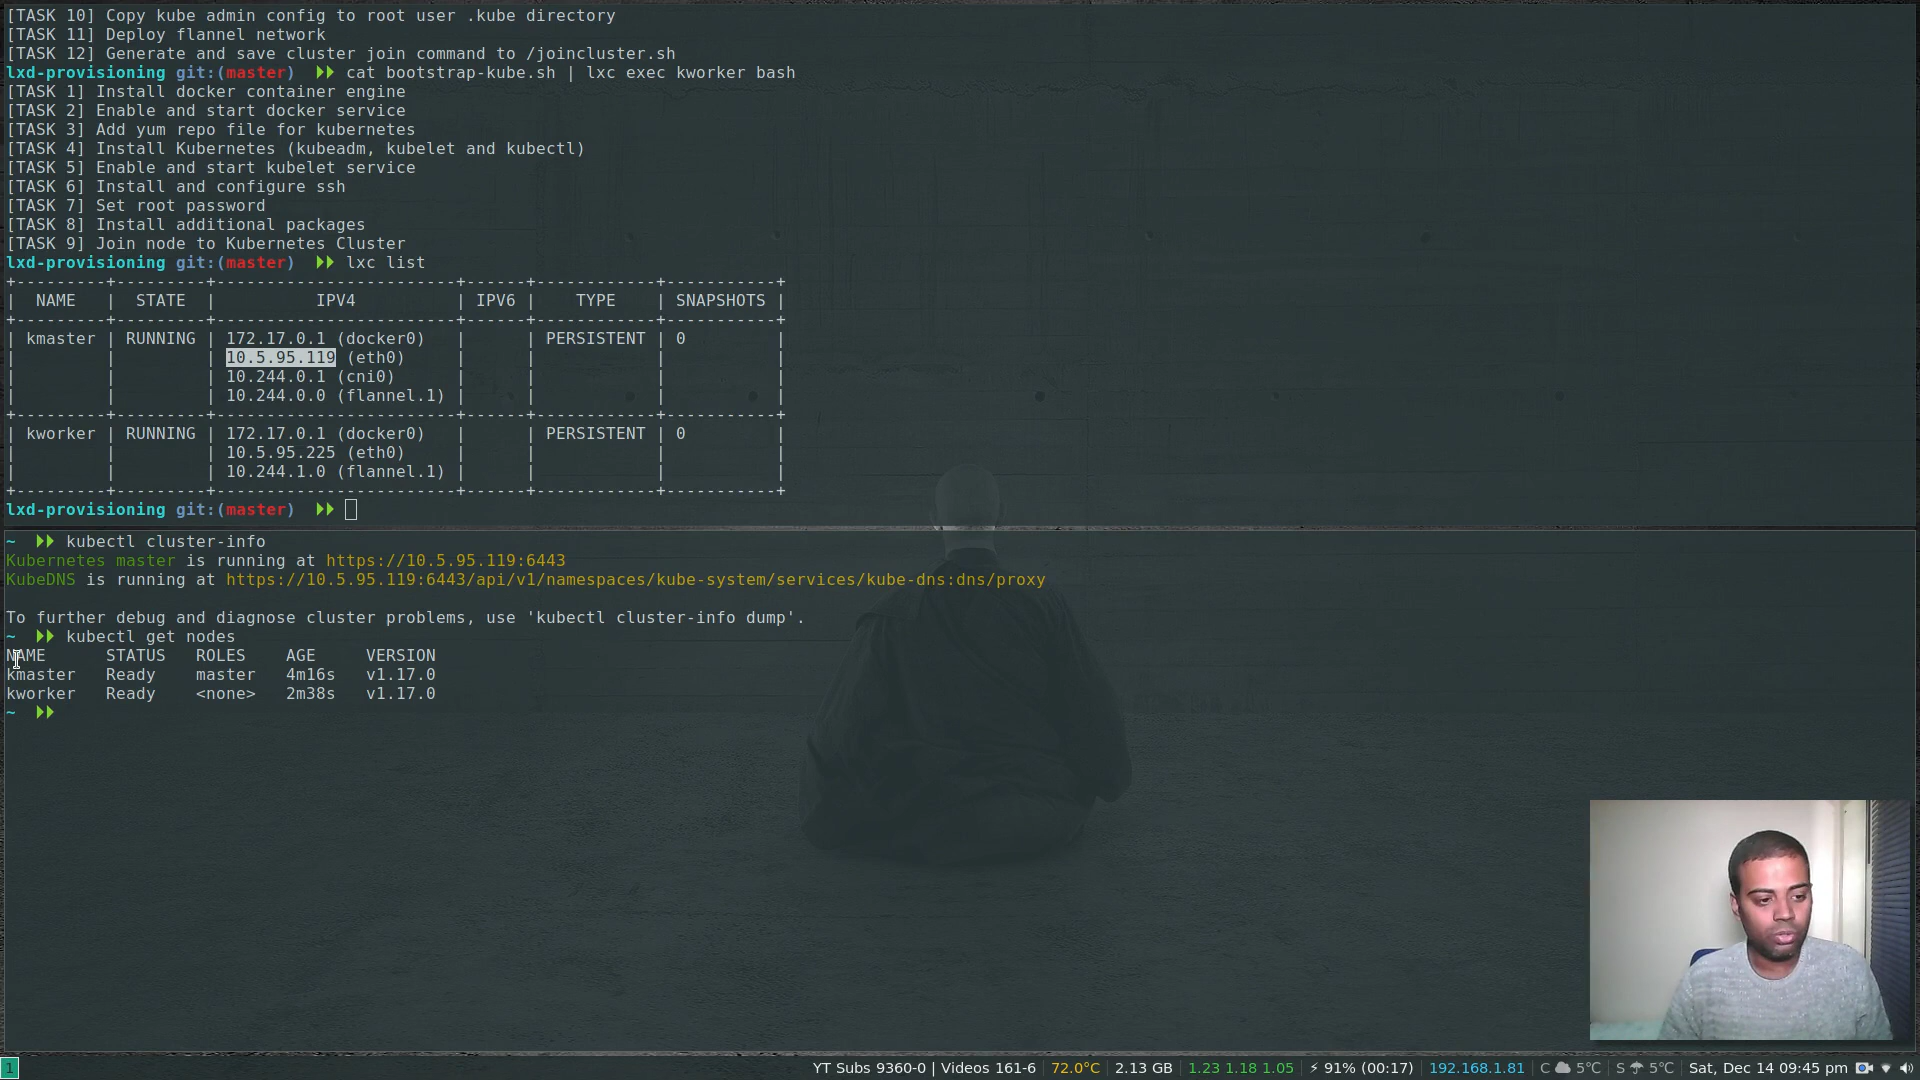 [TASK 10] Copy kube admin config to root user .kube directory
[TASK 11] Deploy flannel network
[TASK 12] Generate and save cluster join command to /joincluster.sh
lxd-provisioning git:(master) cat bootstrap-kube.sh | lxc exec kworker bash
[TASK 1] Install docker container engine
[TASK 2] Enable and start docker service
[TASK 3] Add yum repo file for kubernetes
[TASK 4] Install Kubernetes (kubeadm, kubelet and kubectl)
[TASK 5] Enable and start kubelet service
[TASK 6] Install and configure ssh
[TASK 7] Set root password
[TASK 8] Install additional packages
[TASK 9] Join node to Kubernetes Cluster
lxd-provisioning git:(master) lxc list
+---------+---------+------------------------+------+------------+-----------+
|  NAME   |  STATE  |          IPV4          | IPV6 |    TYPE    | SNAPSHOTS |
+---------+---------+------------------------+------+------------+-----------+
| kmaster | RUNNING | 172.17.0.1 (docker0)   |      | PERSISTENT | 0         |
|         |         | 10.5.95.119 (eth0)     |      |            |           |
|         |         | 10.244.0.1 (cni0)      |      |            |           |
|         |         | 10.244.0.0 (flannel.1) |      |            |           |
+---------+---------+------------------------+------+------------+-----------+
| kworker | RUNNING | 172.17.0.1 (docker0)   |      | PERSISTENT | 0         |
|         |         | 10.5.95.225 (eth0)     |      |            |           |
|         |         | 10.244.1.0 (flannel.1) |      |            |           |
+---------+---------+------------------------+------+------------+-----------+
lxd-provisioning git:(master)
~ kubectl cluster-info
Kubernetes master is running at https://10.5.95.119:6443
KubeDNS is running at https://10.5.95.119:6443/api/v1/namespaces/kube-system/services/kube-dns:dns/proxy
To further debug and diagnose cluster problems, use 'kubectl cluster-info dump'.
~ kubectl get nodes
NAME      STATUS   ROLES    AGE     VERSION
kmaster   Ready    master   4m16s   v1.17.0
kworker   Ready    <none>   2m38s   v1.17.0
~
1 YT Subs 9360-0 | Videos 161-6 | 72.0°C | 2.13 GB | 1.23 1.18 1.05 | ⚡ 91% (00:17) | 192.168.1.81 | C 5℃ | S 5℃ | Sat, Dec 14 09:45 pm